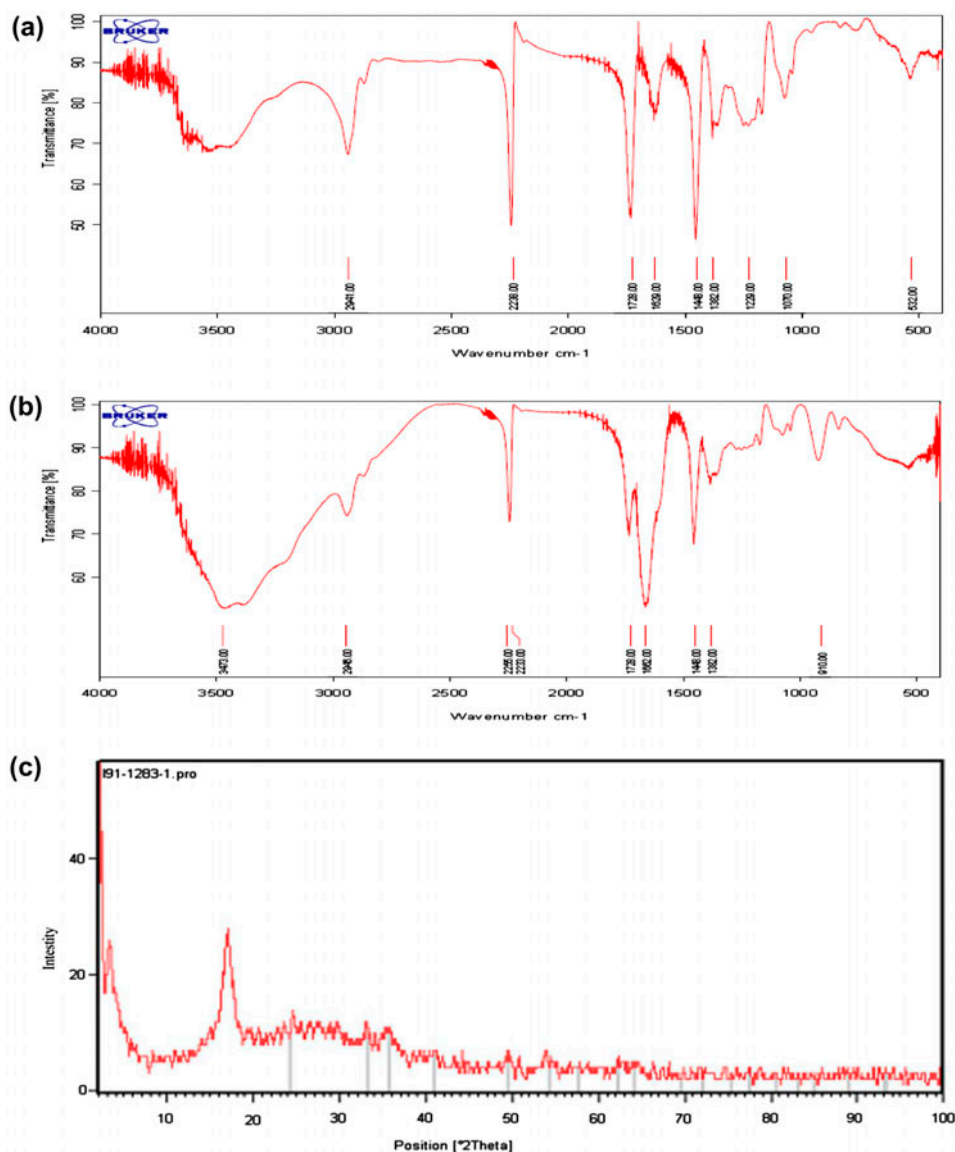 (a)
BRUKER
Transmittance [%]
100
90
80
70
60
50
2941.00
2238.00
1728.00
1629.00
1448.00
1382.00
1229.00
1070.00
532.00
4000 3500 3000 2500 2000 1500 1000 500
Wavenumber cm-1
(b)
BRUKER
Transmittance [%]
100
90
80
70
60
3473.00
2945.00
2255.00
2233.00
1728.00
1662.00
1448.00
1382.00
910.00
4000 3500 3000 2500 2000 1500 1000 500
Wavenumber cm-1
(c)
I91-1283-1.pro
Intestity
40
20
0
10 20 30 40 50 60 70 80 90 100
Position [°2Theta]